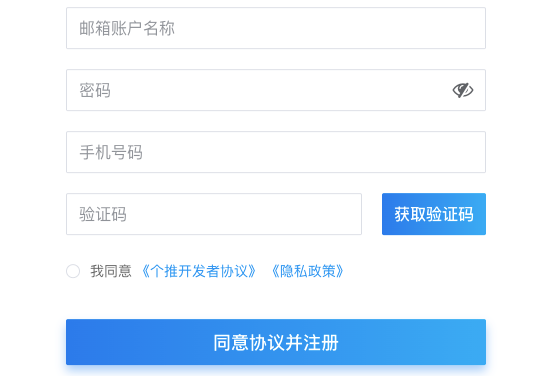 邮箱账户名称
密码
手机号码
验证码 获取验证码
我同意 《个推开发者协议》 《隐私政策》
同意协议并注册